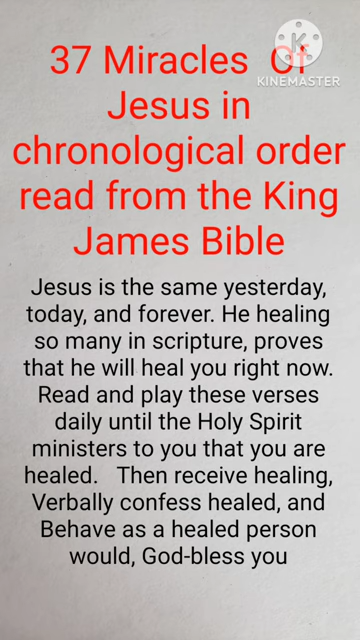 37 Miracles Of
Jesus in
chronological order
read from the King
James Bible
KINEMASTER
Jesus is the same yesterday,
today, and forever. He healing
so many in scripture, proves
that he will heal you right now.
Read and play these verses
daily until the Holy Spirit
ministers to you that you are
healed. Then receive healing,
Verbally confess healed, and
Behave as a healed person
would, God-bless you